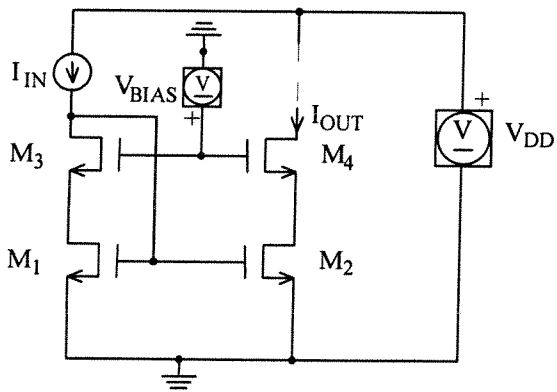 I_IN
V_BIAS
V
+
I_OUT
+
V
V_DD
M_3
M_4
M_1
M_2